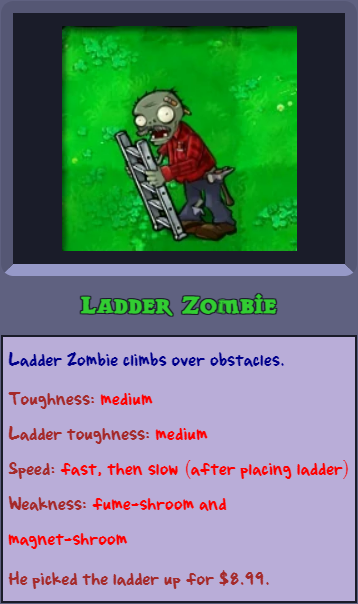 Ladder Zombie
Ladder Zombie climbs over obstacles.
Toughness: medium
Ladder toughness: medium
Speed: fast, then slow (after placing ladder)
Weakness: fume-shroom and
magnet-shroom
He picked the ladder up for $8.99.